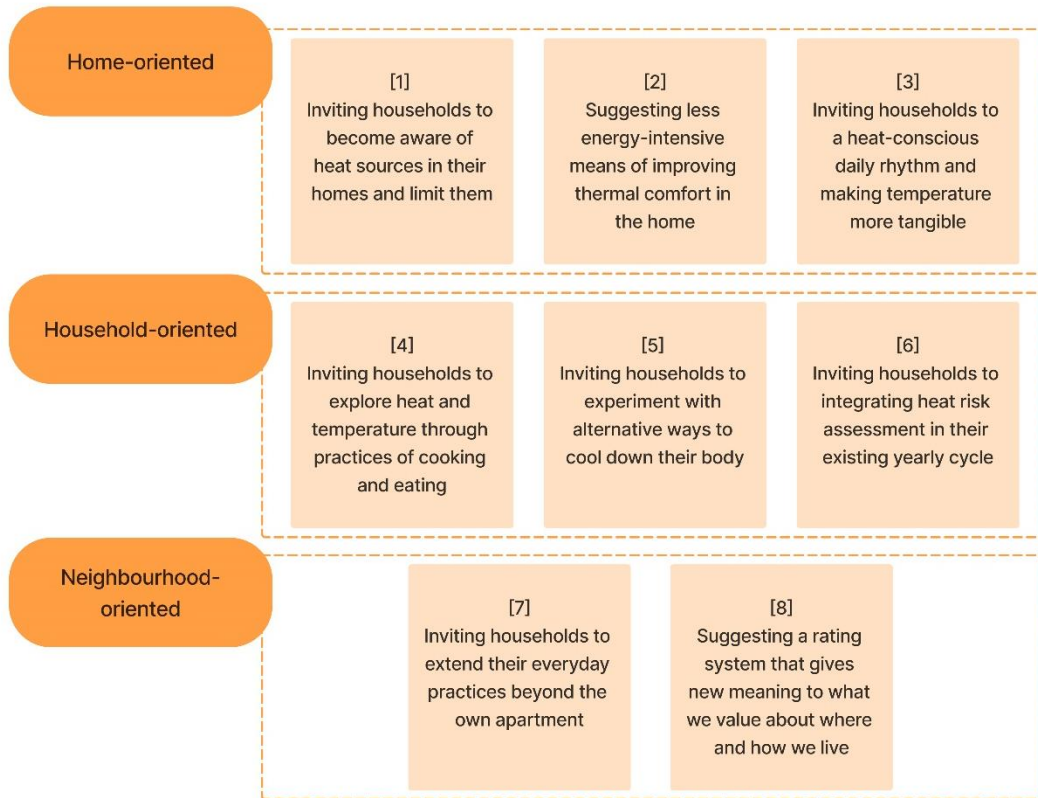 Home-oriented
[1]
Inviting households to
become aware of
heat sources in their
homes and limit them
[2]
Suggesting less
energy-intensive
means of improving
thermal comfort in
the home
[3]
Inviting households to
a heat-conscious
daily rhythm and
making temperature
more tangible
Household-oriented
[4]
Inviting households to
explore heat and
temperature through
practices of cooking
and eating
[5]
Inviting households to
experiment with
alternative ways to
cool down their body
[6]
Inviting households to
integrating heat risk
assessment in their
existing yearly cycle
Neighbourhood-
oriented
[7]
Inviting households to
extend their everyday
practices beyond the
own apartment
[8]
Suggesting a rating
system that gives
new meaning to what
we value about where
and how we live